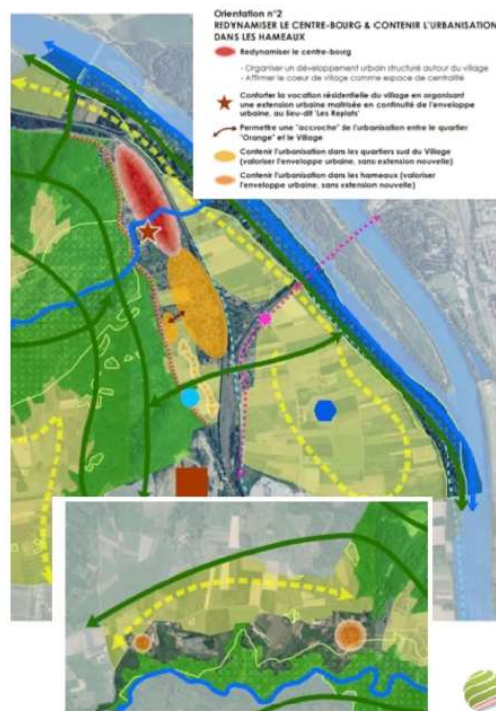 Orientation n°2
REDYNAMISER LE CENTRE-BOURG & CONTENIR L'URBANISATION
DANS LES HAMEAUX
Redynamiser le centre-bourg
- Organiser un développement urbain structuré autour du village
- Affirmer le coeur de village comme espace de centralité
Conforter la vocation résidentielle du village en organisant
une extension urbaine maîtrisée en continuité de l'enveloppe
urbaine, au lieu-dit 'Les Replats'
Permettre une "accroche" de l'urbanisation entre le quartier
"Orange" et le Village
Contenir l'urbanisation dans les quartiers sud du Village
(valoriser l'enveloppe urbaine, sans extension nouvelle)
Contenir l'urbanisation dans les hameaux (valoriser
l'enveloppe urbaine, sans extension nouvelle)